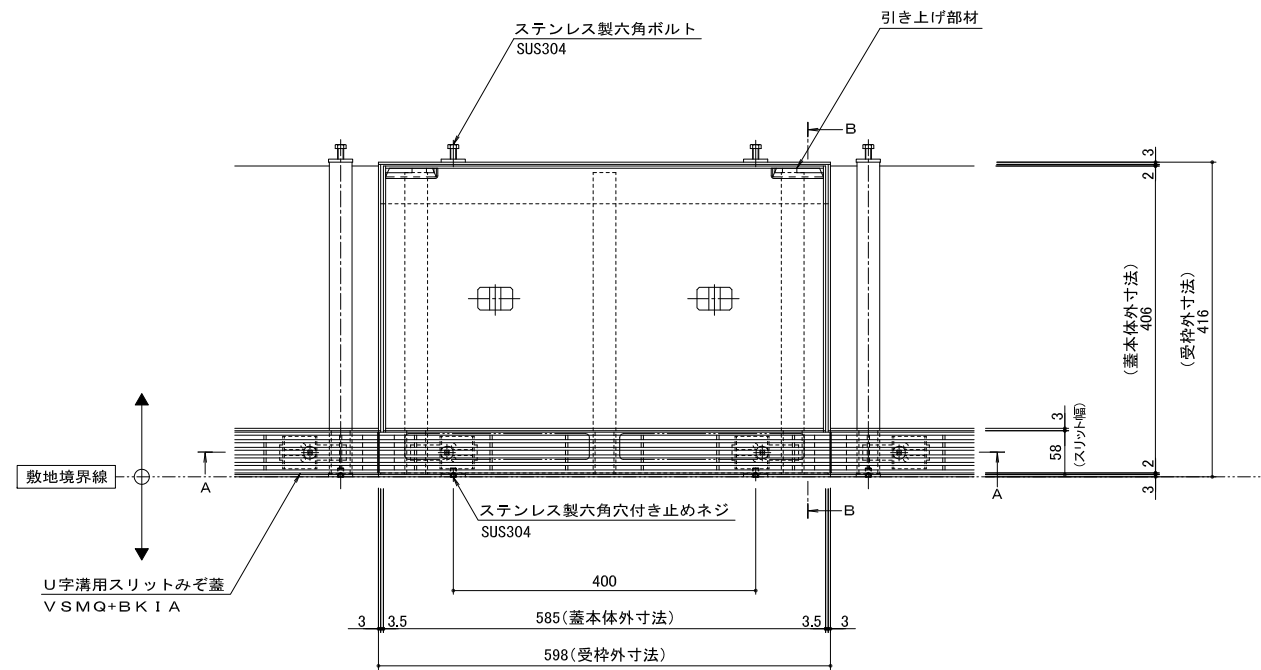 ステンレス製六角ボルト
SUS304
引き上げ部材
B
3
2
(蓋本体外寸法)
406
(受枠外寸法)
416
3
58
(スリット幅)
2
3
敷地境界線
A
A
B
ステンレス製六角穴付き止めネジ
SUS304
U字溝用スリットみぞ蓋
VSMQ+BKIA
400
3
3.5
585(蓋本体外寸法)
3.5
3
598(受枠外寸法)